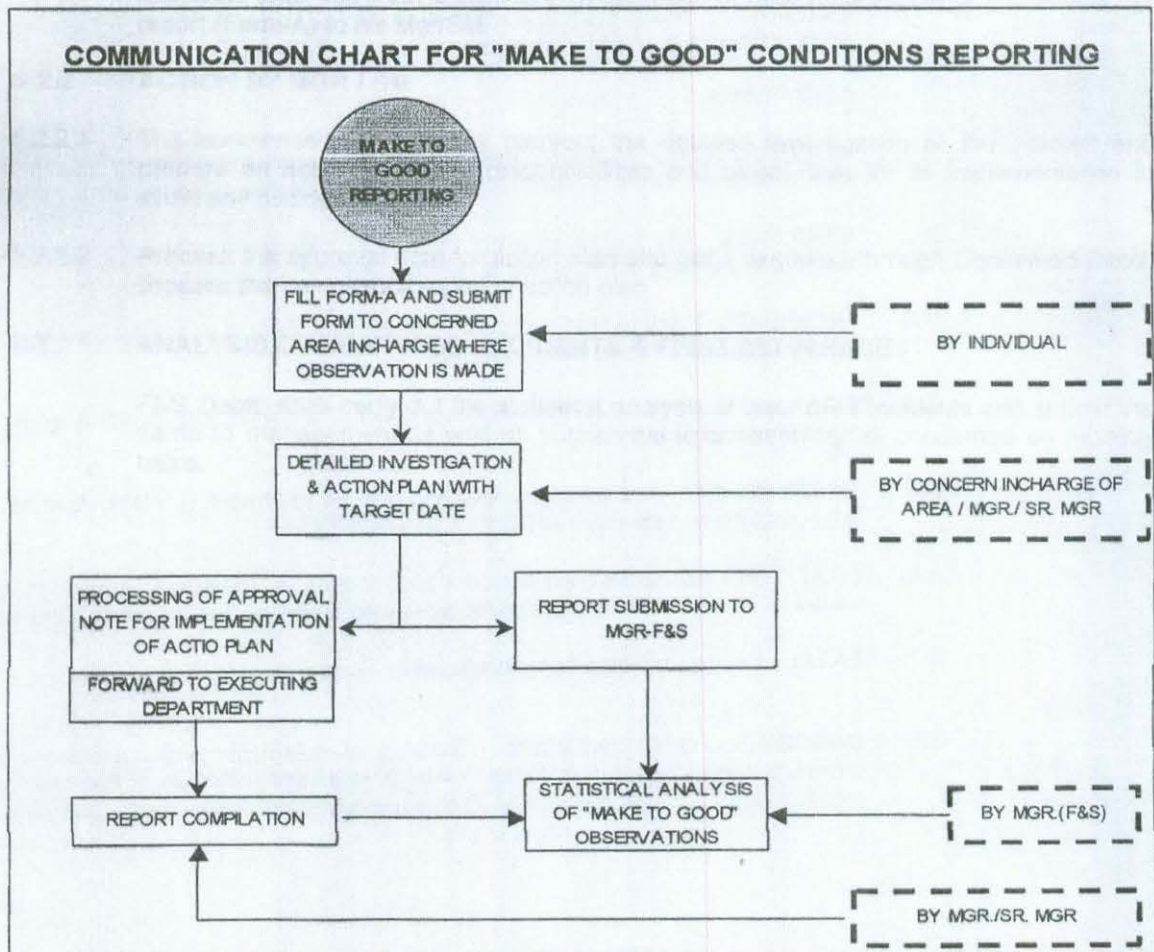 COMMUNICATION CHART FOR "MAKE TO GOOD" CONDITIONS REPORTING
MAKE TO
GOOD
REPORTING
FILL FORM-A AND SUBMIT
FORM TO CONCERNED
AREA INCHARGE WHERE
OBSERVATION IS MADE
BY INDIVIDUAL
DETAILED INVESTIGATION
& ACTION PLAN WITH
TARGET DATE
BY CONCERN INCHARGE OF
AREA / MGR./ SR. MGR
PROCESSING OF APPROVAL
NOTE FOR IMPLEMENTATION
OF ACTIO PLAN
FORWARD TO EXECUTING
DEPARTMENT
REPORT SUBMISSION TO
MGR-F&S
REPORT COMPILATION
STATISTICAL ANALYSIS
OF "MAKE TO GOOD"
OBSERVATIONS
BY MGR.(F&S)
BY MGR./SR. MGR